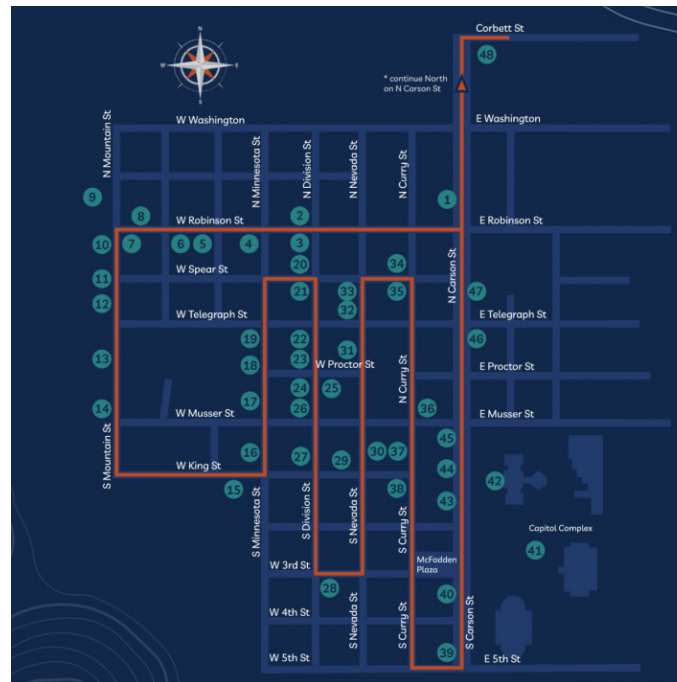 Corbett St
48
* continue North
on N Carson St
N
W
E
S
W Washington
E Washington
N Mountain St
N Minnesota St
N Division St
N Nevada St
N Curry St
9
8
1
2
W Robinson St
E Robinson St
10
7
6
5
4
3
20
34
N Carson St
W Spear St
11
12
21
33
32
35
47
W Telegraph St
E Telegraph St
19
22
46
13
18
23
31
W Proctor St
E Proctor St
N Curry St
24
25
14
17
26
36
W Musser St
E Musser St
S Mountain St
16
27
29
30
37
45
44
42
W King St
15
38
43
S Minnesota St
S Division St
S Nevada St
S Curry St
Capitol Complex
41
W 3rd St
McFadden
Plaza
28
40
W 4th St
S Nevada St
S Curry St
S Carson St
39
W 5th St
E 5th St